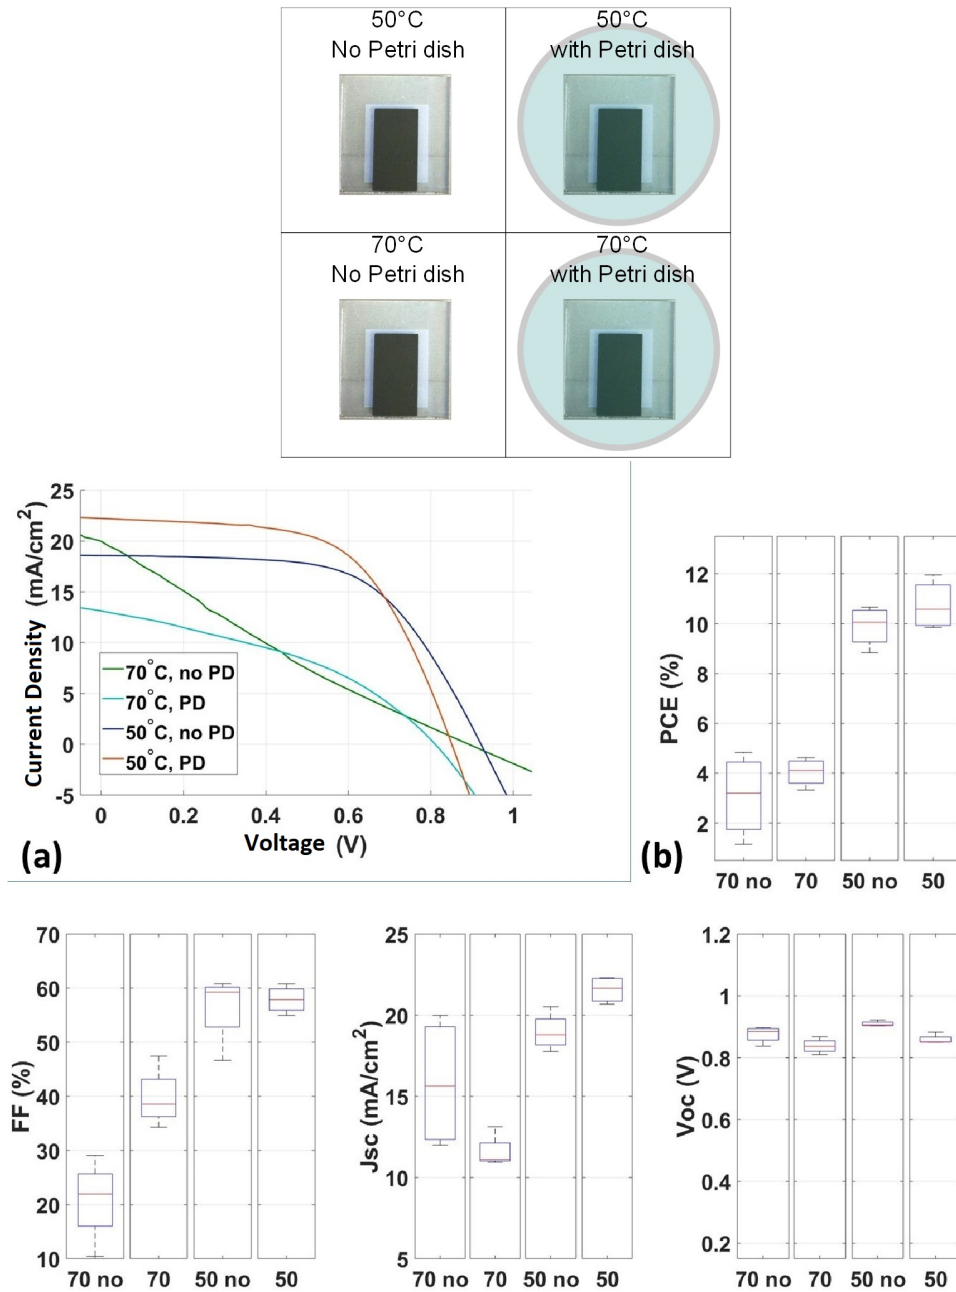 50°C
No Petri dish
50°C
with Petri dish
70°C
No Petri dish
70°C
with Petri dish
25
20
15
10
5
0
-5
Current Density (mA/cm²)
70°C, no PD
70°C, PD
50°C, no PD
50°C, PD
0 0.2 0.4 0.6 0.8 1
Voltage (V)
(a)
12
10
8
6
4
2
PCE (%)
70 no 70 50 no 50
(b)
70
60
50
40
30
20
10
FF (%)
70 no 70 50 no 50
25
20
15
10
5
Jsc (mA/cm²)
70 no 70 50 no 50
1.2
1
0.8
0.6
0.4
0.2
Voc (V)
70 no 70 50 no 50